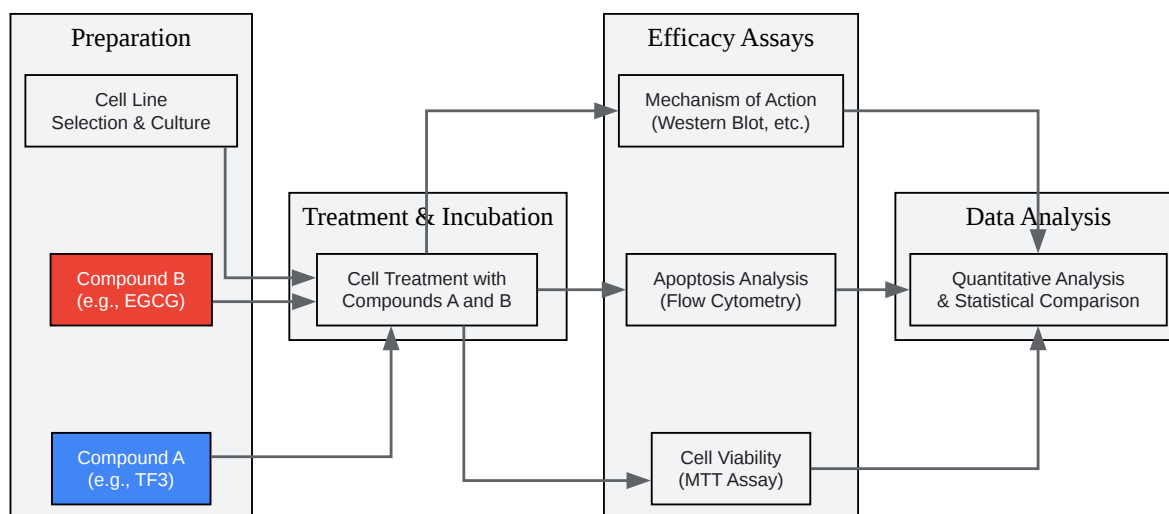 Preparation
Cell Line
Selection & Culture
Compound B
(e.g., EGCG)
Compound A
(e.g., TF3)
Treatment & Incubation
Cell Treatment with
Compounds A and B
Efficacy Assays
Mechanism of Action
(Western Blot, etc.)
Apoptosis Analysis
(Flow Cytometry)
Cell Viability
(MTT Assay)
Data Analysis
Quantitative Analysis
& Statistical Comparison